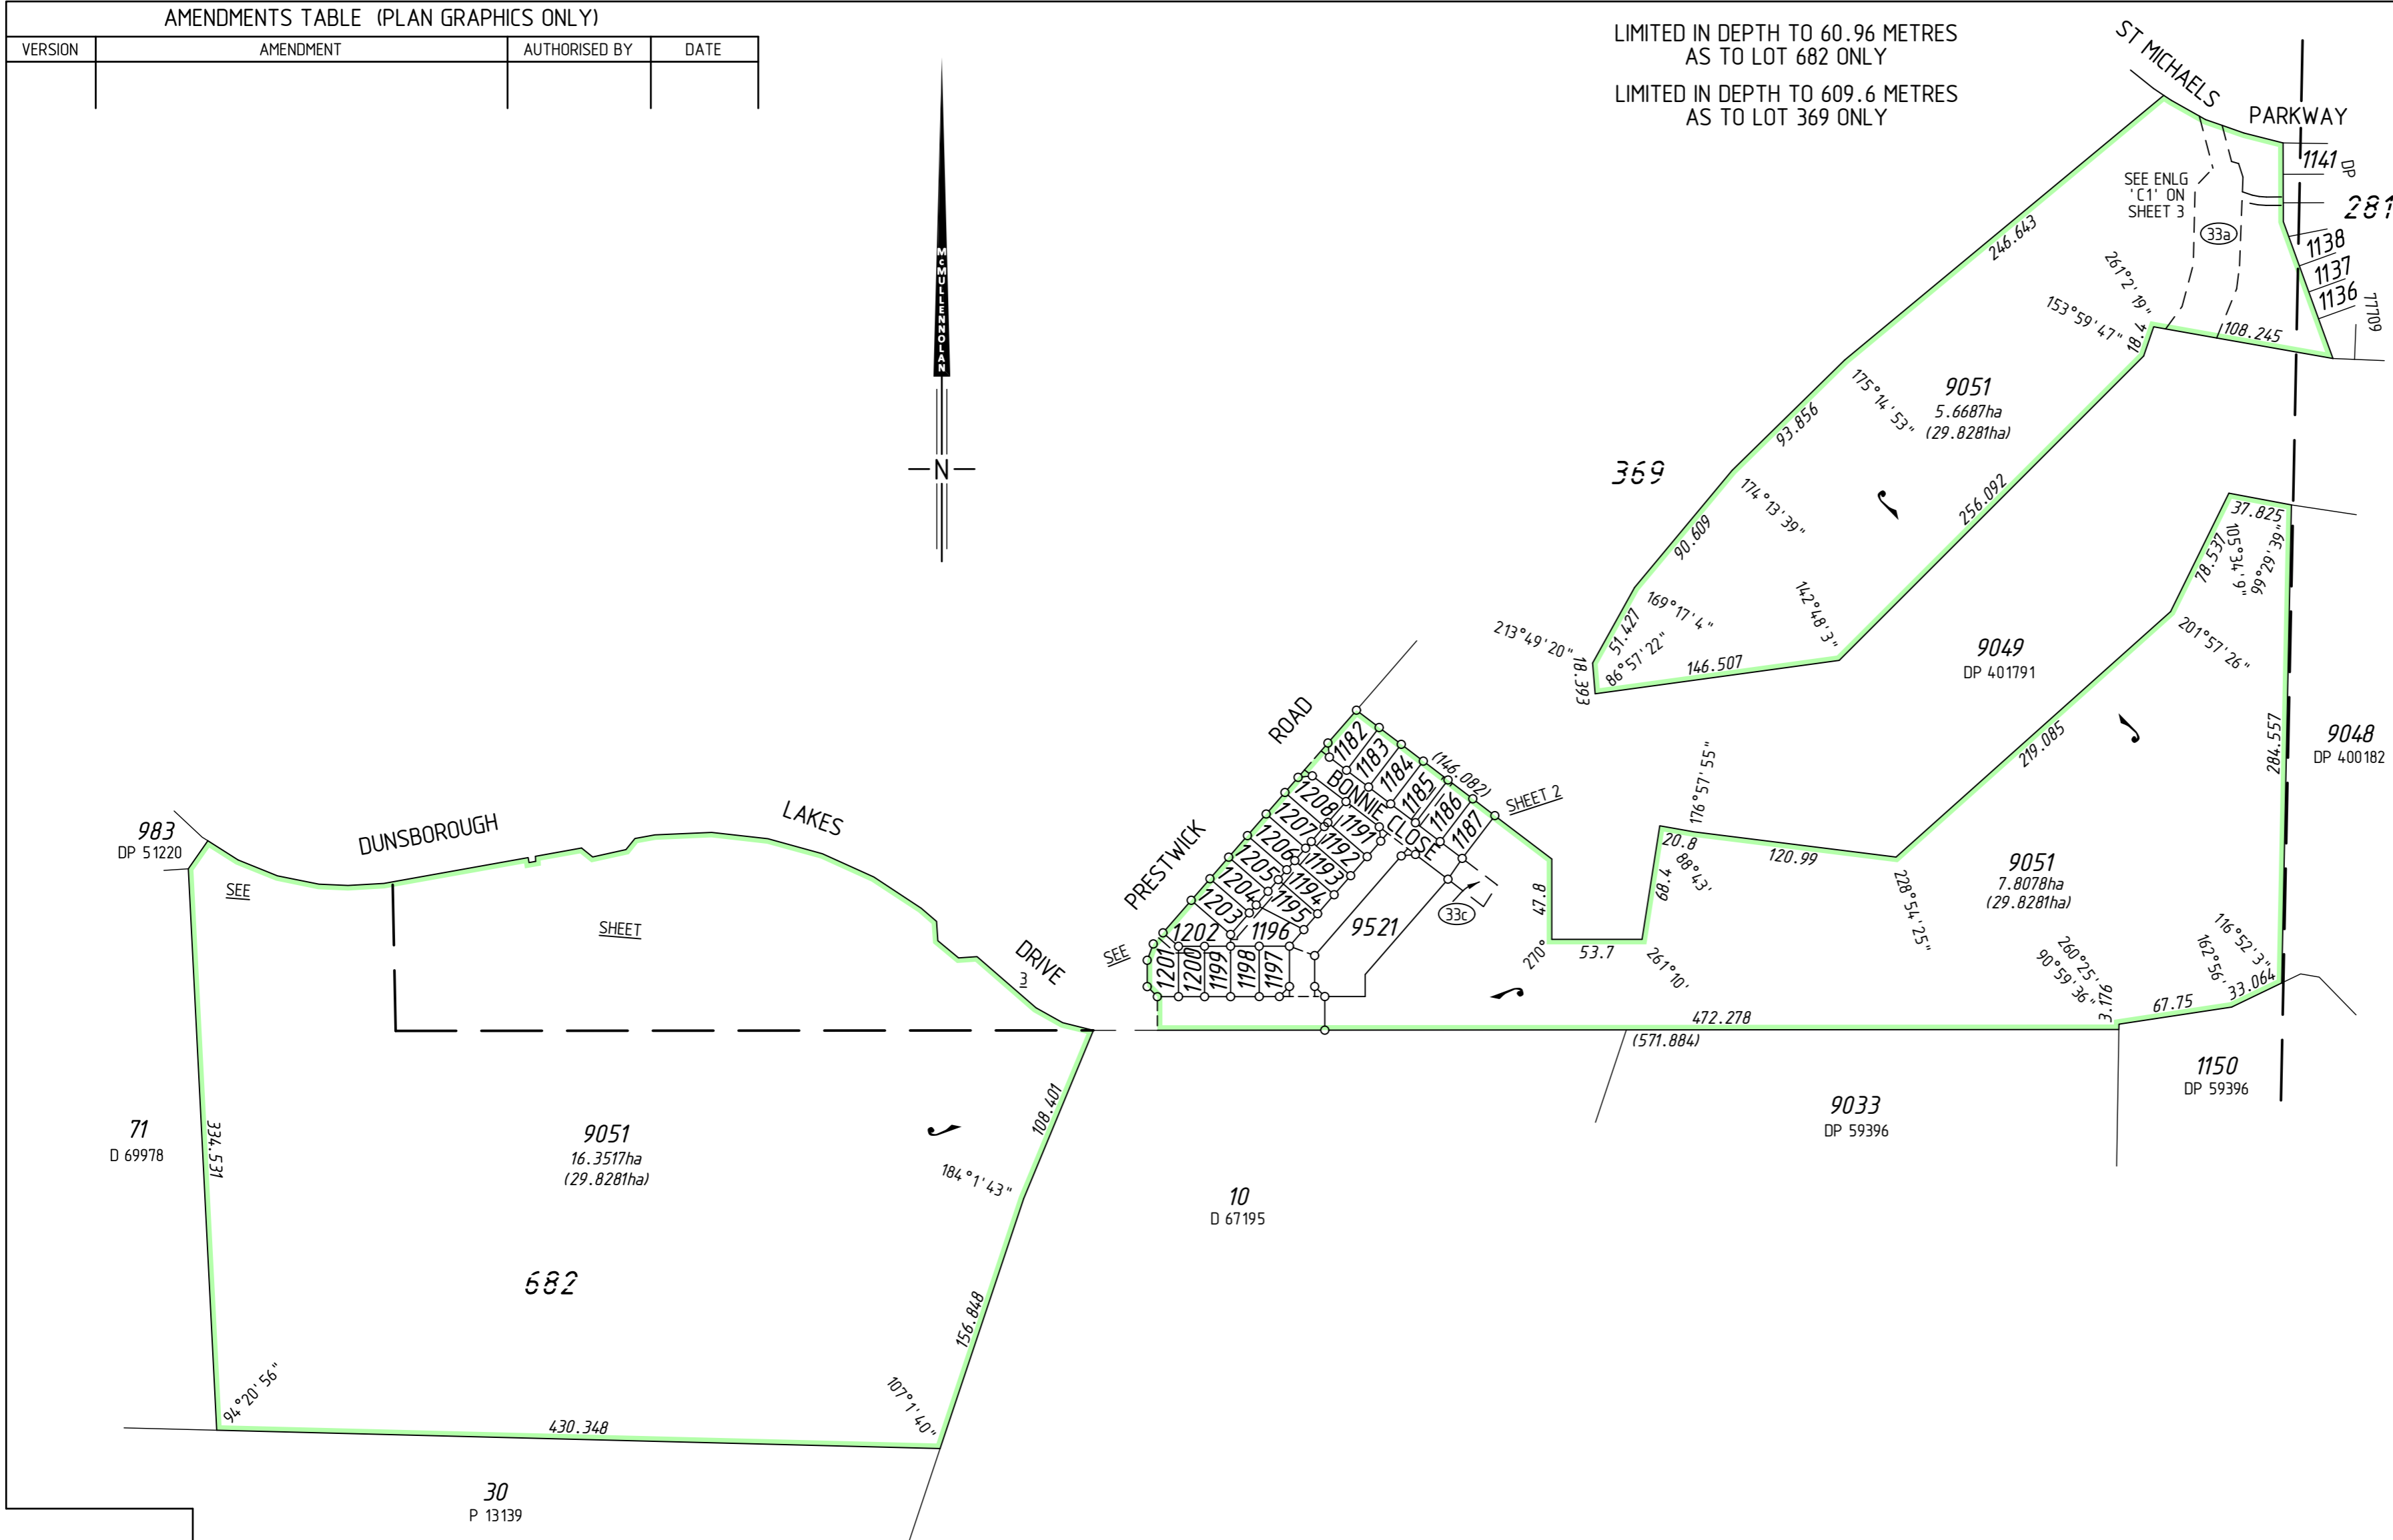 AMENDMENTS TABLE (PLAN GRAPHICS ONLY)
VERSION AMENDMENT AUTHORISED BY DATE
LIMITED IN DEPTH TO 60.96 METRES
AS TO LOT 682 ONLY
LIMITED IN DEPTH TO 609.6 METRES
AS TO LOT 369 ONLY
McMULLENNOLAN
N
ST MICHAELS
PARKWAY
1141
DP
281
SEE ENLG
'C1' ON
SHEET 3
33a
1138
1137
1136
77709
246.643
261°2'19"
153°59'47"
18.4
108.245
9051
5.6687ha
(29.8281ha)
175°14'53"
93.856
369
174°13'39"
90.609
256.092
37.825
105°34'9"
99°29'39"
78.537
169°17'4"
51.427
86°57'22"
142°48'3"
213°49'20"
18.393
146.507
9049
DP 401791
201°57'26"
219.085
284.557
9048
DP 400182
ROAD
PRESTWICK
1182
1183
1184
1185
1186
1187
(146.082)
SHEET 2
BONNIE CLOSE
1208
1207
1206
1205
1204
1203
1202
1191
1192
1193
1194
1195
1196
1201
1200
1199
1198
1197
9521
33c
SEE
176°57'55"
20.8
88°43'
68.4
120.99
47.8
270°
53.7
261°10'
228°54'25"
9051
7.8078ha
(29.8281ha)
116°52'3"
162°56'
260°25'
90°59'36"
3.176
67.75
33.064
472.278
(571.884)
983
DP 51220
DUNSBOROUGH
LAKES
DRIVE
SEE
SHEET
3
71
D 69978
334.531
9051
16.3517ha
(29.8281ha)
108.401
184°1'43"
682
156.848
94°20'56"
107°1'40"
430.348
10
D 67195
9033
DP 59396
1150
DP 59396
30
P 13139